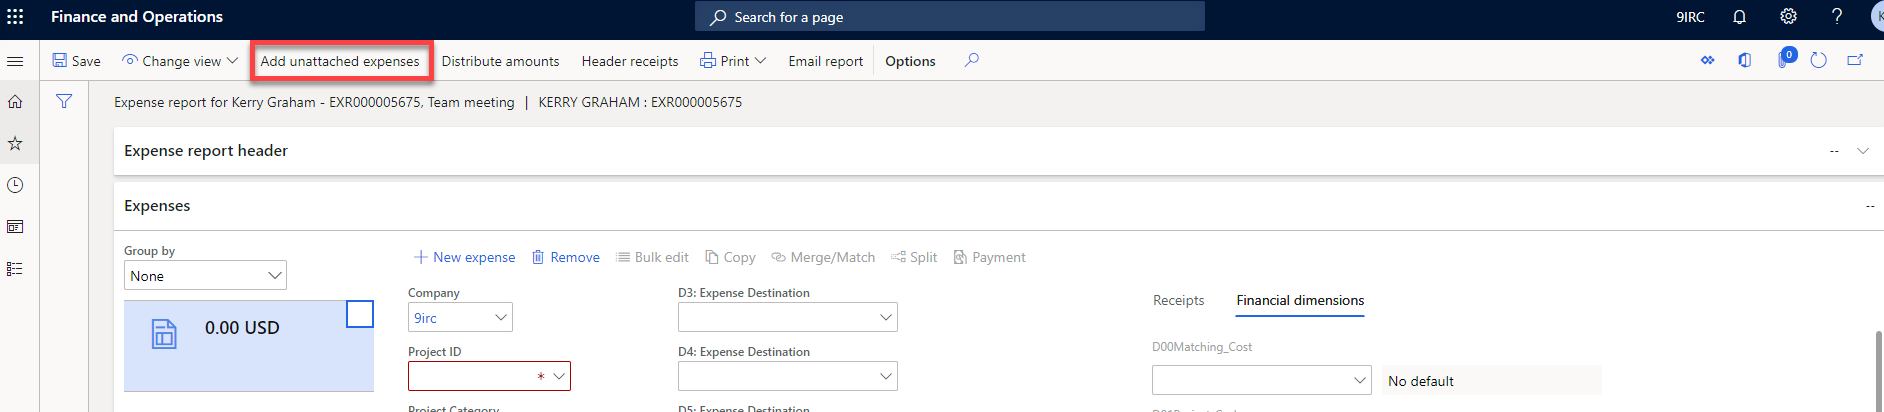 Finance and Operations
Search for a page
9IRC
?
K
Save
Change view
Add unattached expenses
Distribute amounts
Header receipts
Print
Email report
Options
0
Expense report for Kerry Graham - EXR000005675, Team meeting | KERRY GRAHAM : EXR000005675
Expense report header
--
Expenses
--
Group by
None
New expense
Remove
Bulk edit
Copy
Merge/Match
Split
Payment
0.00 USD
Company
9irc
D3: Expense Destination
Project ID
*
D4: Expense Destination
Project Category
D5: Expense Destination
Receipts
Financial dimensions
D00Matching_Cost
No default